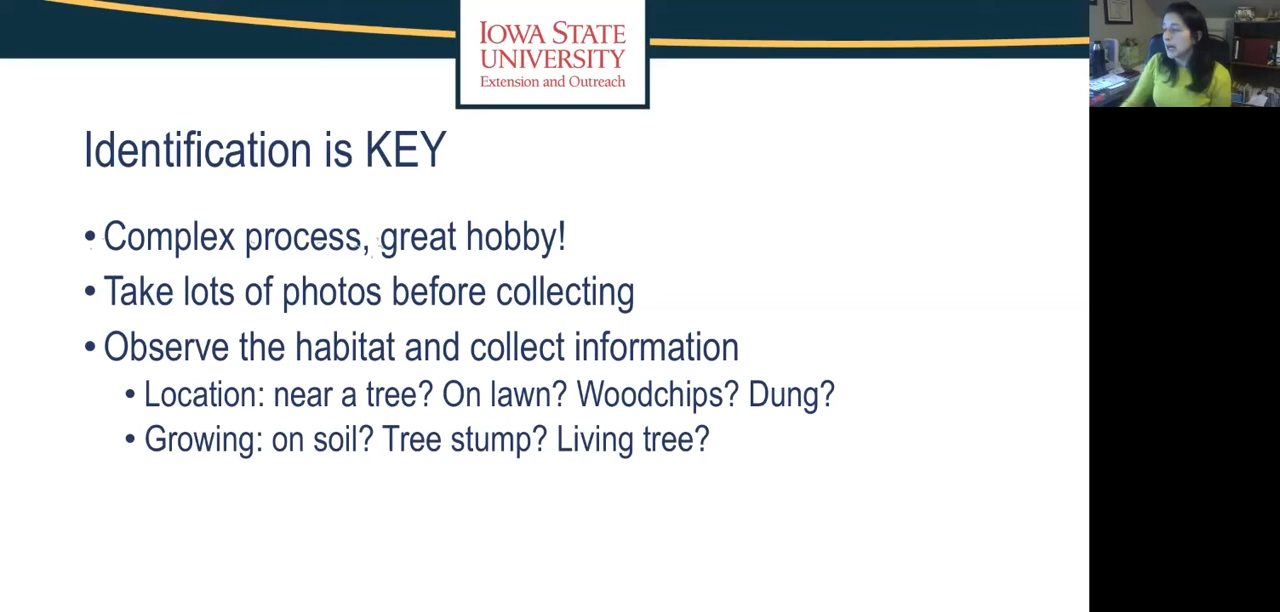 IOWA STATE
UNIVERSITY
Extension and Outreach
Identification is KEY
• Complex process, great hobby!
• Take lots of photos before collecting
• Observe the habitat and collect information
• Location: near a tree? On lawn? Woodchips? Dung?
• Growing: on soil? Tree stump? Living tree?